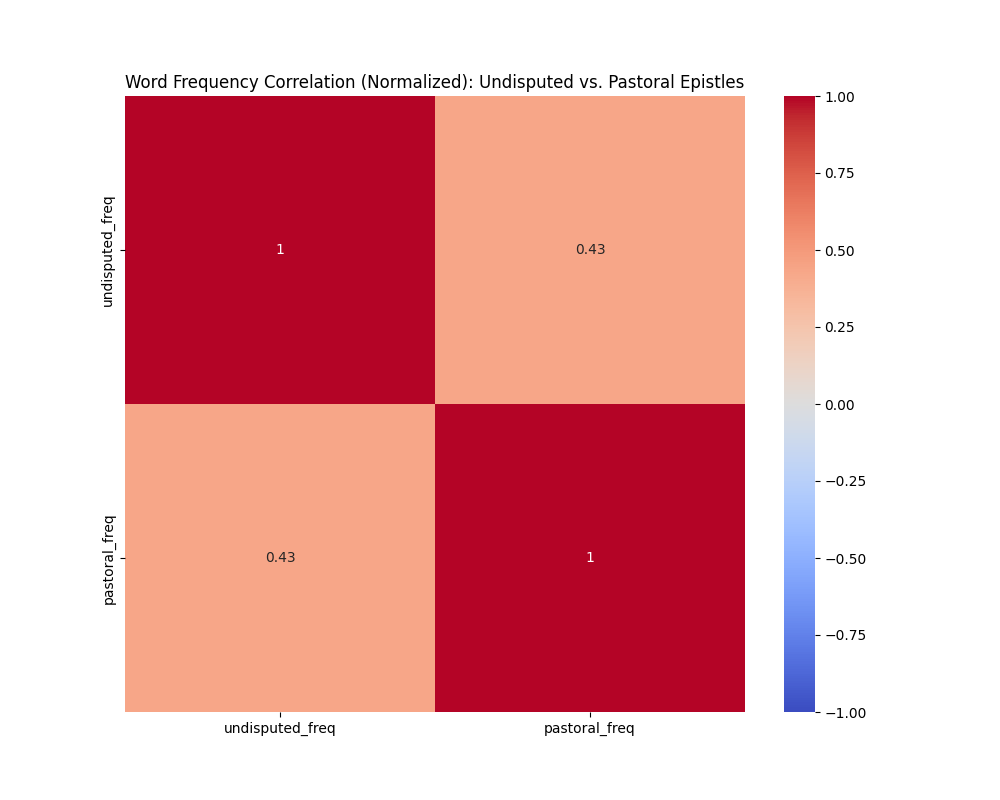 Word Frequency Correlation (Normalized): Undisputed vs. Pastoral Epistles
undisputed_freq
1
0.43
pastoral_freq
0.43
1
undisputed_freq
pastoral_freq
1.00
0.75
0.50
0.25
0.00
−0.25
−0.50
−0.75
−1.00